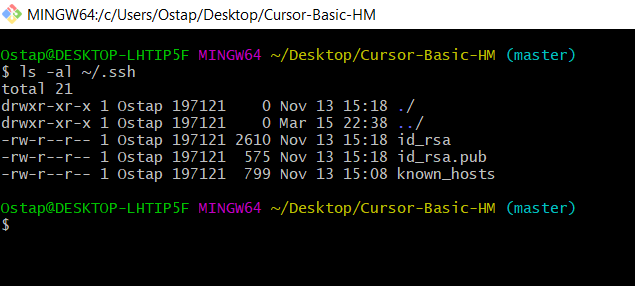 MINGW64:/c/Users/Ostap/Desktop/Cursor-Basic-HM
Ostap@DESKTOP-LHTIP5F MINGW64 ~/Desktop/Cursor-Basic-HM (master)
$ ls -al ~/.ssh
total 21
drwxr-xr-x 1 Ostap 197121    0 Nov 13 15:18 ./
drwxr-xr-x 1 Ostap 197121    0 Mar 15 22:38 ../
-rw-r--r-- 1 Ostap 197121 2610 Nov 13 15:18 id_rsa
-rw-r--r-- 1 Ostap 197121  575 Nov 13 15:18 id_rsa.pub
-rw-r--r-- 1 Ostap 197121  799 Nov 13 15:08 known_hosts
Ostap@DESKTOP-LHTIP5F MINGW64 ~/Desktop/Cursor-Basic-HM (master)
$